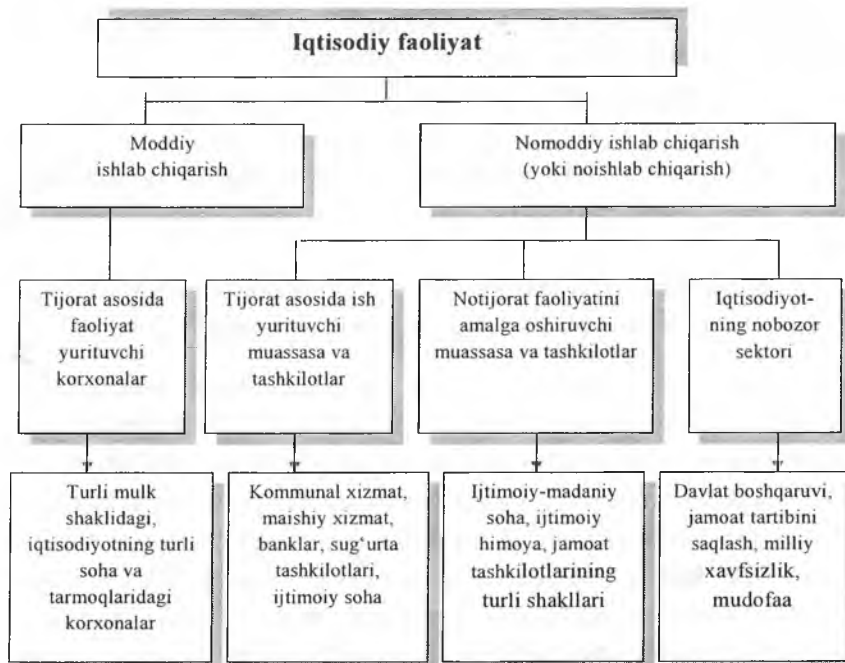 Iqtisodiy faoliyat
Moddiy
ishlab chiqarish
Nomoddiy ishlab chiqarish
(yoki noishlab chiqarish)
Tijorat asosida
faoliyat
yurituvchi
korxonalar
Tijorat asosida ish
yurituvchi
muassasa va
tashkilotlar
Notijorat faoliyatini
amalga oshiruvchi
muassasa va tashkilotlar
Iqtisodiyot-
ning nobozor
sektori
Turli mulk
shaklidagi,
iqtisodiyotning turli
soha va
tarmoqlaridagi
korxonalar
Kommunal xizmat,
maishiy xizmat,
banklar, sug‘urta
tashkilotlari,
ijtimoiy soha
Ijtimoiy-madaniy
soha, ijtimoiy
himoya, jamoat
tashkilotlarining
turli shakllari
Davlat boshqaruvi,
jamoat tartibini
saqlash, milliy
xavfsizlik,
mudofaa